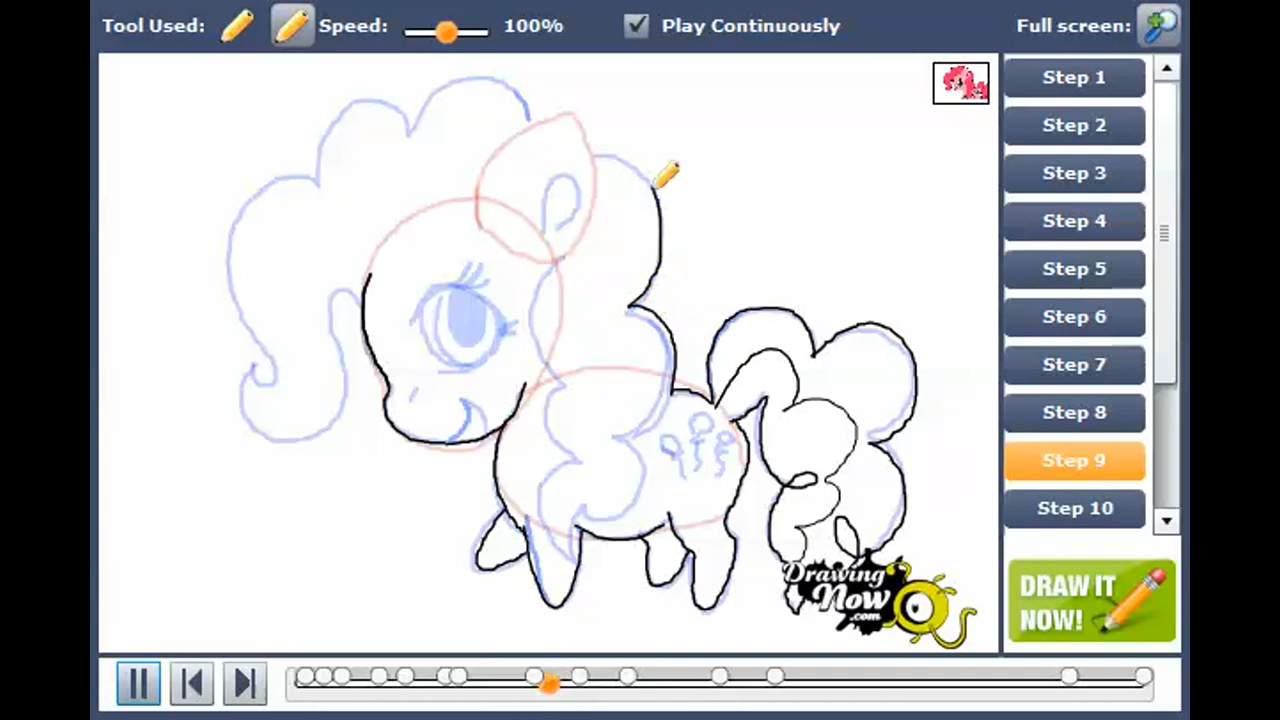 Tool Used: Speed: 100% Play Continuously Full screen:
Step 1
Step 2
Step 3
Step 4
Step 5
Step 6
Step 7
Step 8
Step 9
Step 10
DRAW IT
NOW!
Drawing
Now
.com